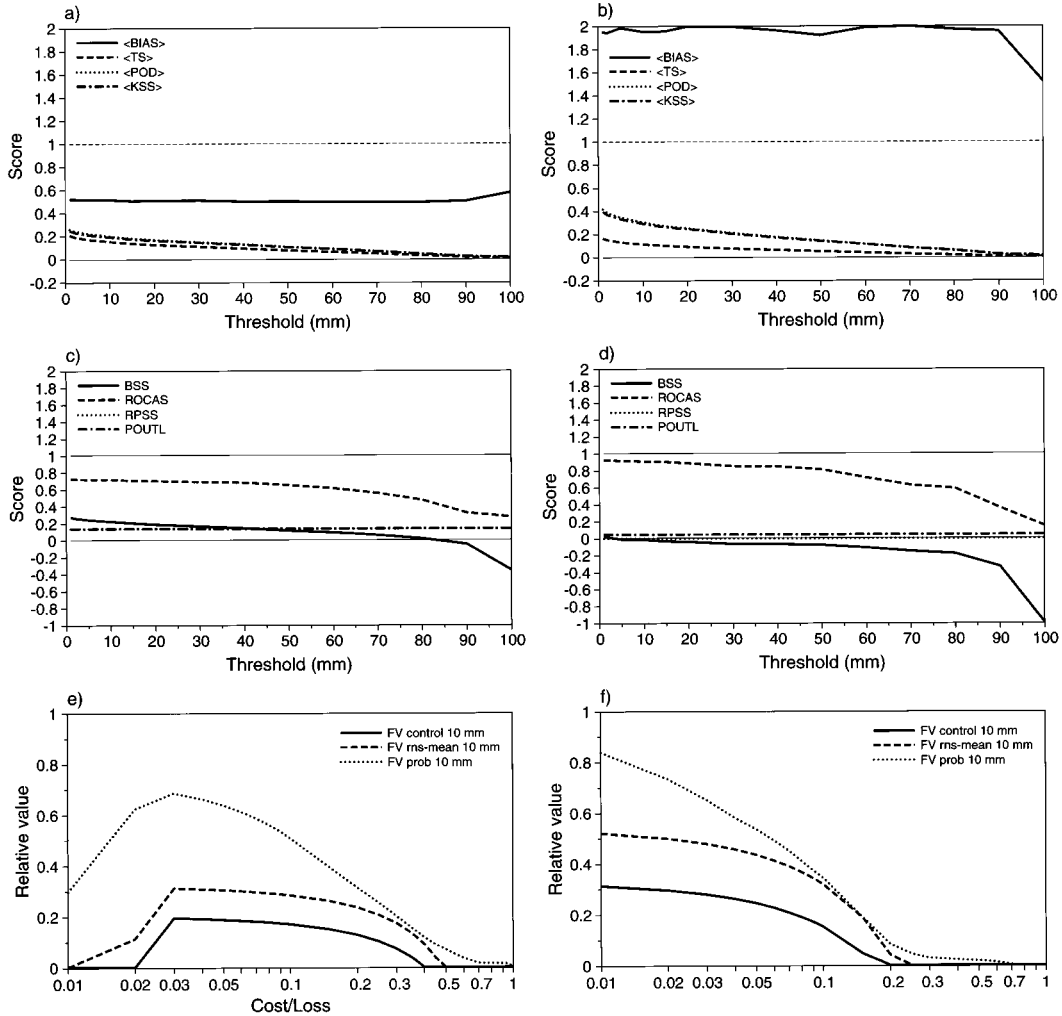 a)
2
1.8
1.6
1.4
1.2
1
0.8
0.6
0.4
0.2
0
-0.2
Score
<BIAS>
<TS>
<POD>
<KSS>
0 10 20 30 40 50 60 70 80 90 100
Threshold (mm)
b)
2
1.8
1.6
1.4
1.2
1
0.8
0.6
0.4
0.2
0
-0.2
Score
<BIAS>
<TS>
<POD>
<KSS>
0 10 20 30 40 50 60 70 80 90 100
Threshold (mm)
c)
2
1.8
1.6
1.4
1.2
1
0.8
0.6
0.4
0.2
0
-0.2
-0.4
-0.6
-0.8
-1
Score
BSS
ROCAS
RPSS
POUTL
0 10 20 30 40 50 60 70 80 90 100
Threshold (mm)
d)
2
1.8
1.6
1.4
1.2
1
0.8
0.6
0.4
0.2
0
-0.2
-0.4
-0.6
-0.8
-1
Score
BSS
ROCAS
RPSS
POUTL
0 10 20 30 40 50 60 70 80 90 100
Threshold (mm)
e)
1
0.8
0.6
0.4
0.2
0
Relative value
FV control 10 mm
FV rns-mean 10 mm
FV prob 10 mm
0.01 0.02 0.03 0.05 0.1 0.2 0.3 0.5 0.7 1
Cost/Loss
f)
1
0.8
0.6
0.4
0.2
0
Relative value
FV control 10 mm
FV rns-mean 10 mm
FV prob 10 mm
0.01 0.02 0.03 0.05 0.1 0.2 0.3 0.5 0.7 1